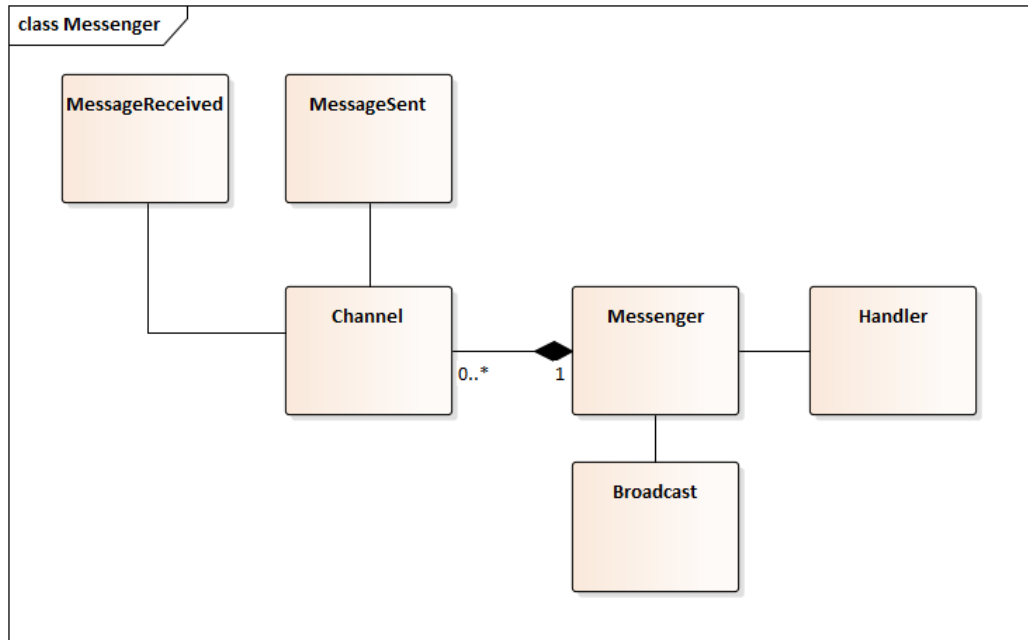 class Messenger
MessageReceived
MessageSent
Channel
Messenger
Handler
0..*
1
Broadcast